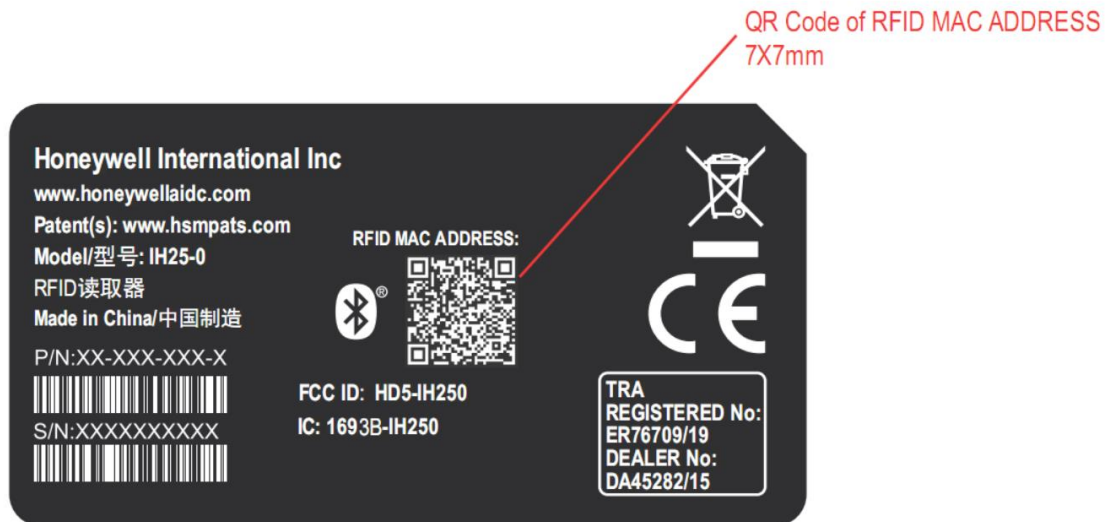 QR Code of RFID MAC ADDRESS
7X7mm
Honeywell International Inc
www.honeywellaidc.com
Patent(s): www.hsmpats.com
Model/型号: IH25-0
RFID读取器
Made in China/中国制造
P/N:XX-XXX-XXX-X
S/N:XXXXXXXXXX
RFID MAC ADDRESS:
®
FCC ID: HD5-IH250
IC: 1693B-IH250
CE
TRA
REGISTERED No:
ER76709/19
DEALER No:
DA45282/15